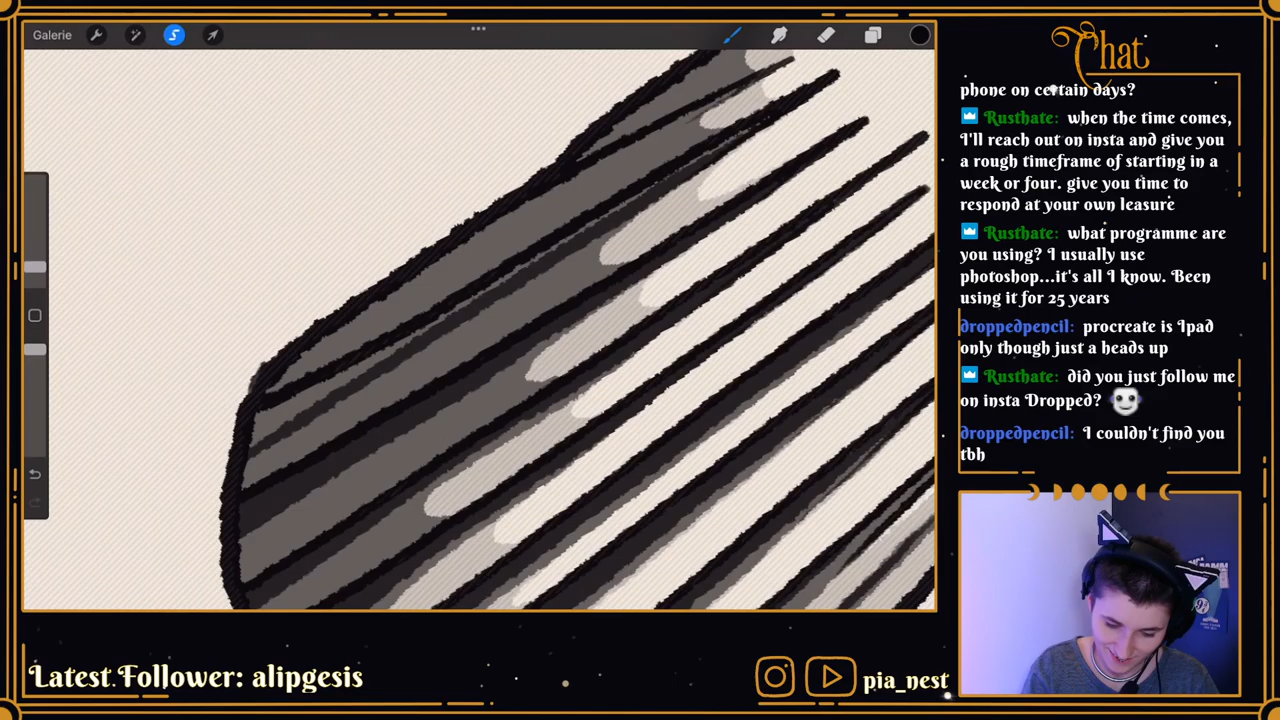 Galerie
Chat
phone on certain days?
Rusthate: when the time comes,
I'll reach out on insta and give you
a rough timeframe of starting in a
week or four. give you time to
respond at your own leasure
Rusthate: what programme are
you using? I usually use
photoshop...it's all I know. Been
using it for 25 years
droppedpencil: procreate is Ipad
only though just a heads up
Rusthate: did you just follow me
on insta Dropped?
droppedpencil: I couldn't find you
tbh
Latest Follower: alipgesis
pia_nest